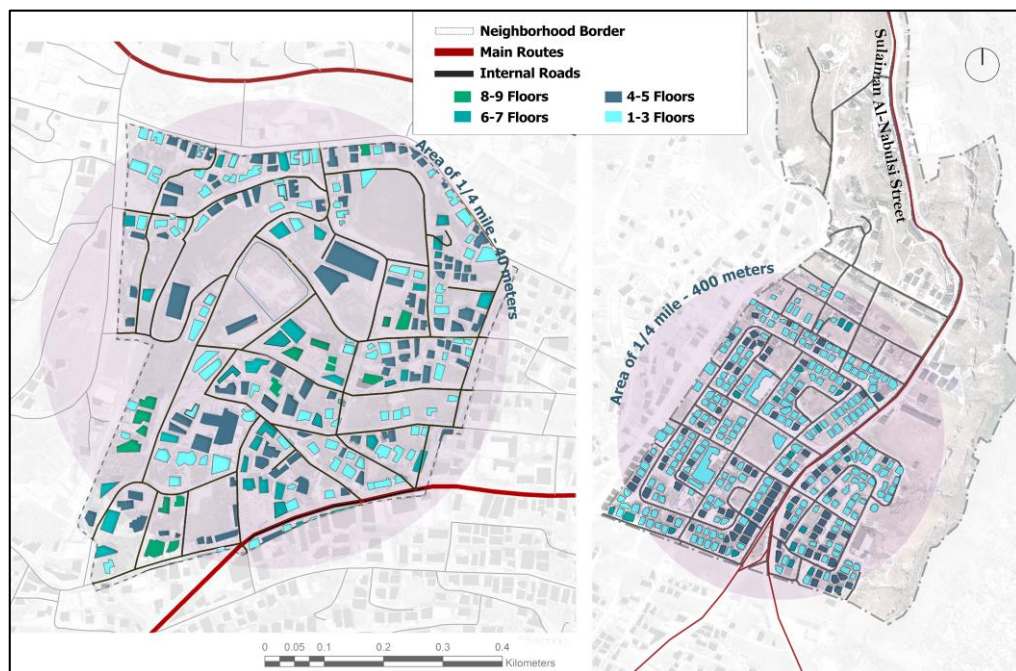 Neighborhood Border
Main Routes
Internal Roads
8-9 Floors
4-5 Floors
6-7 Floors
1-3 Floors
Area of 1/4 mile - 40 meters
Sulaiman Al-Nabulsi Street
Area of 1/4 mile - 400 meters
0 0.05 0.1 0.2 0.3 0.4
Kilometers